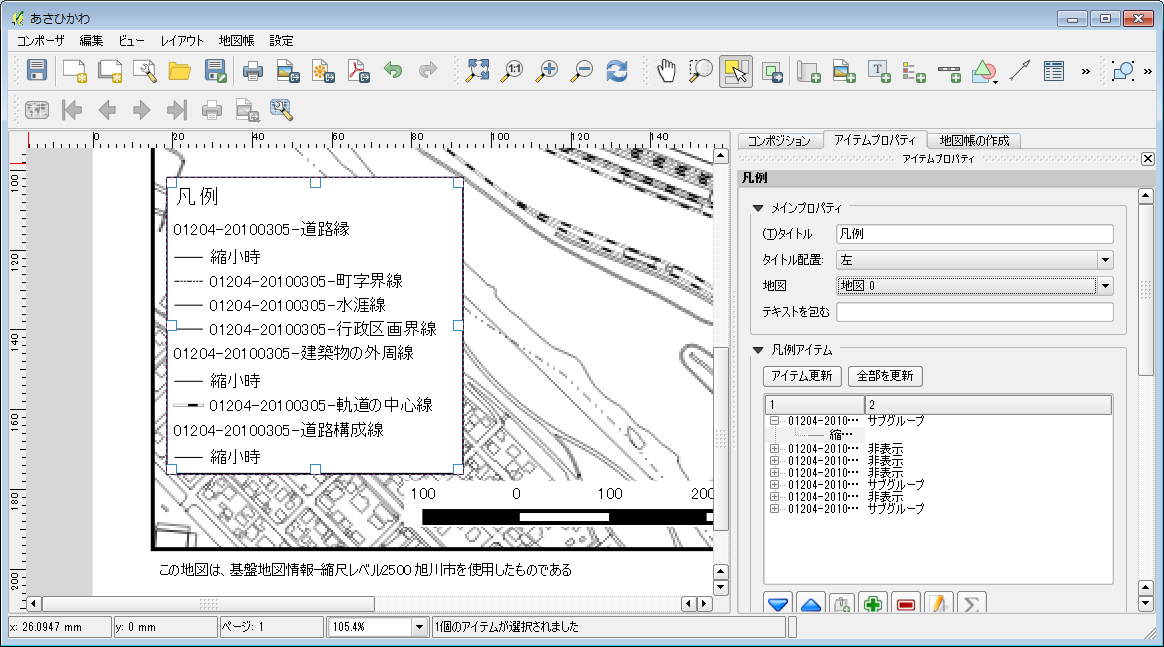 あさひかわ
コンポーザ 編集 ビュー レイアウト 地図帳 設定
1:1
T
»
»
0 20 40 60 80 100 120 140
100
120
140
160
180
200
凡例
01204-20100305-道路縁
縮小時
01204-20100305-町字界線
01204-20100305-水涯線
01204-20100305-行政区画界線
01204-20100305-建築物の外周線
縮小時
01204-20100305-軌道の中心線
01204-20100305-道路構成線
縮小時
100 0 100 200
この地図は、基盤地図情報-縮尺レベル2500 旭川市を使用したものである
コンポジション アイテムプロパティ 地図帳の作成
アイテムプロパティ
凡例
メインプロパティ
(T)タイトル 凡例
タイトル配置: 左
地図 地図 0
テキストを包む
凡例アイテム
アイテム更新 全部を更新
1 2
01204-2010… サブグループ
縮…
01204-2010… 非表示
01204-2010… 非表示
01204-2010… 非表示
01204-2010… サブグループ
01204-2010… 非表示
01204-2010… サブグループ
Σ
x: 26.0947 mm y: 0 mm ページ: 1 105.4% 1個のアイテムが選択されました